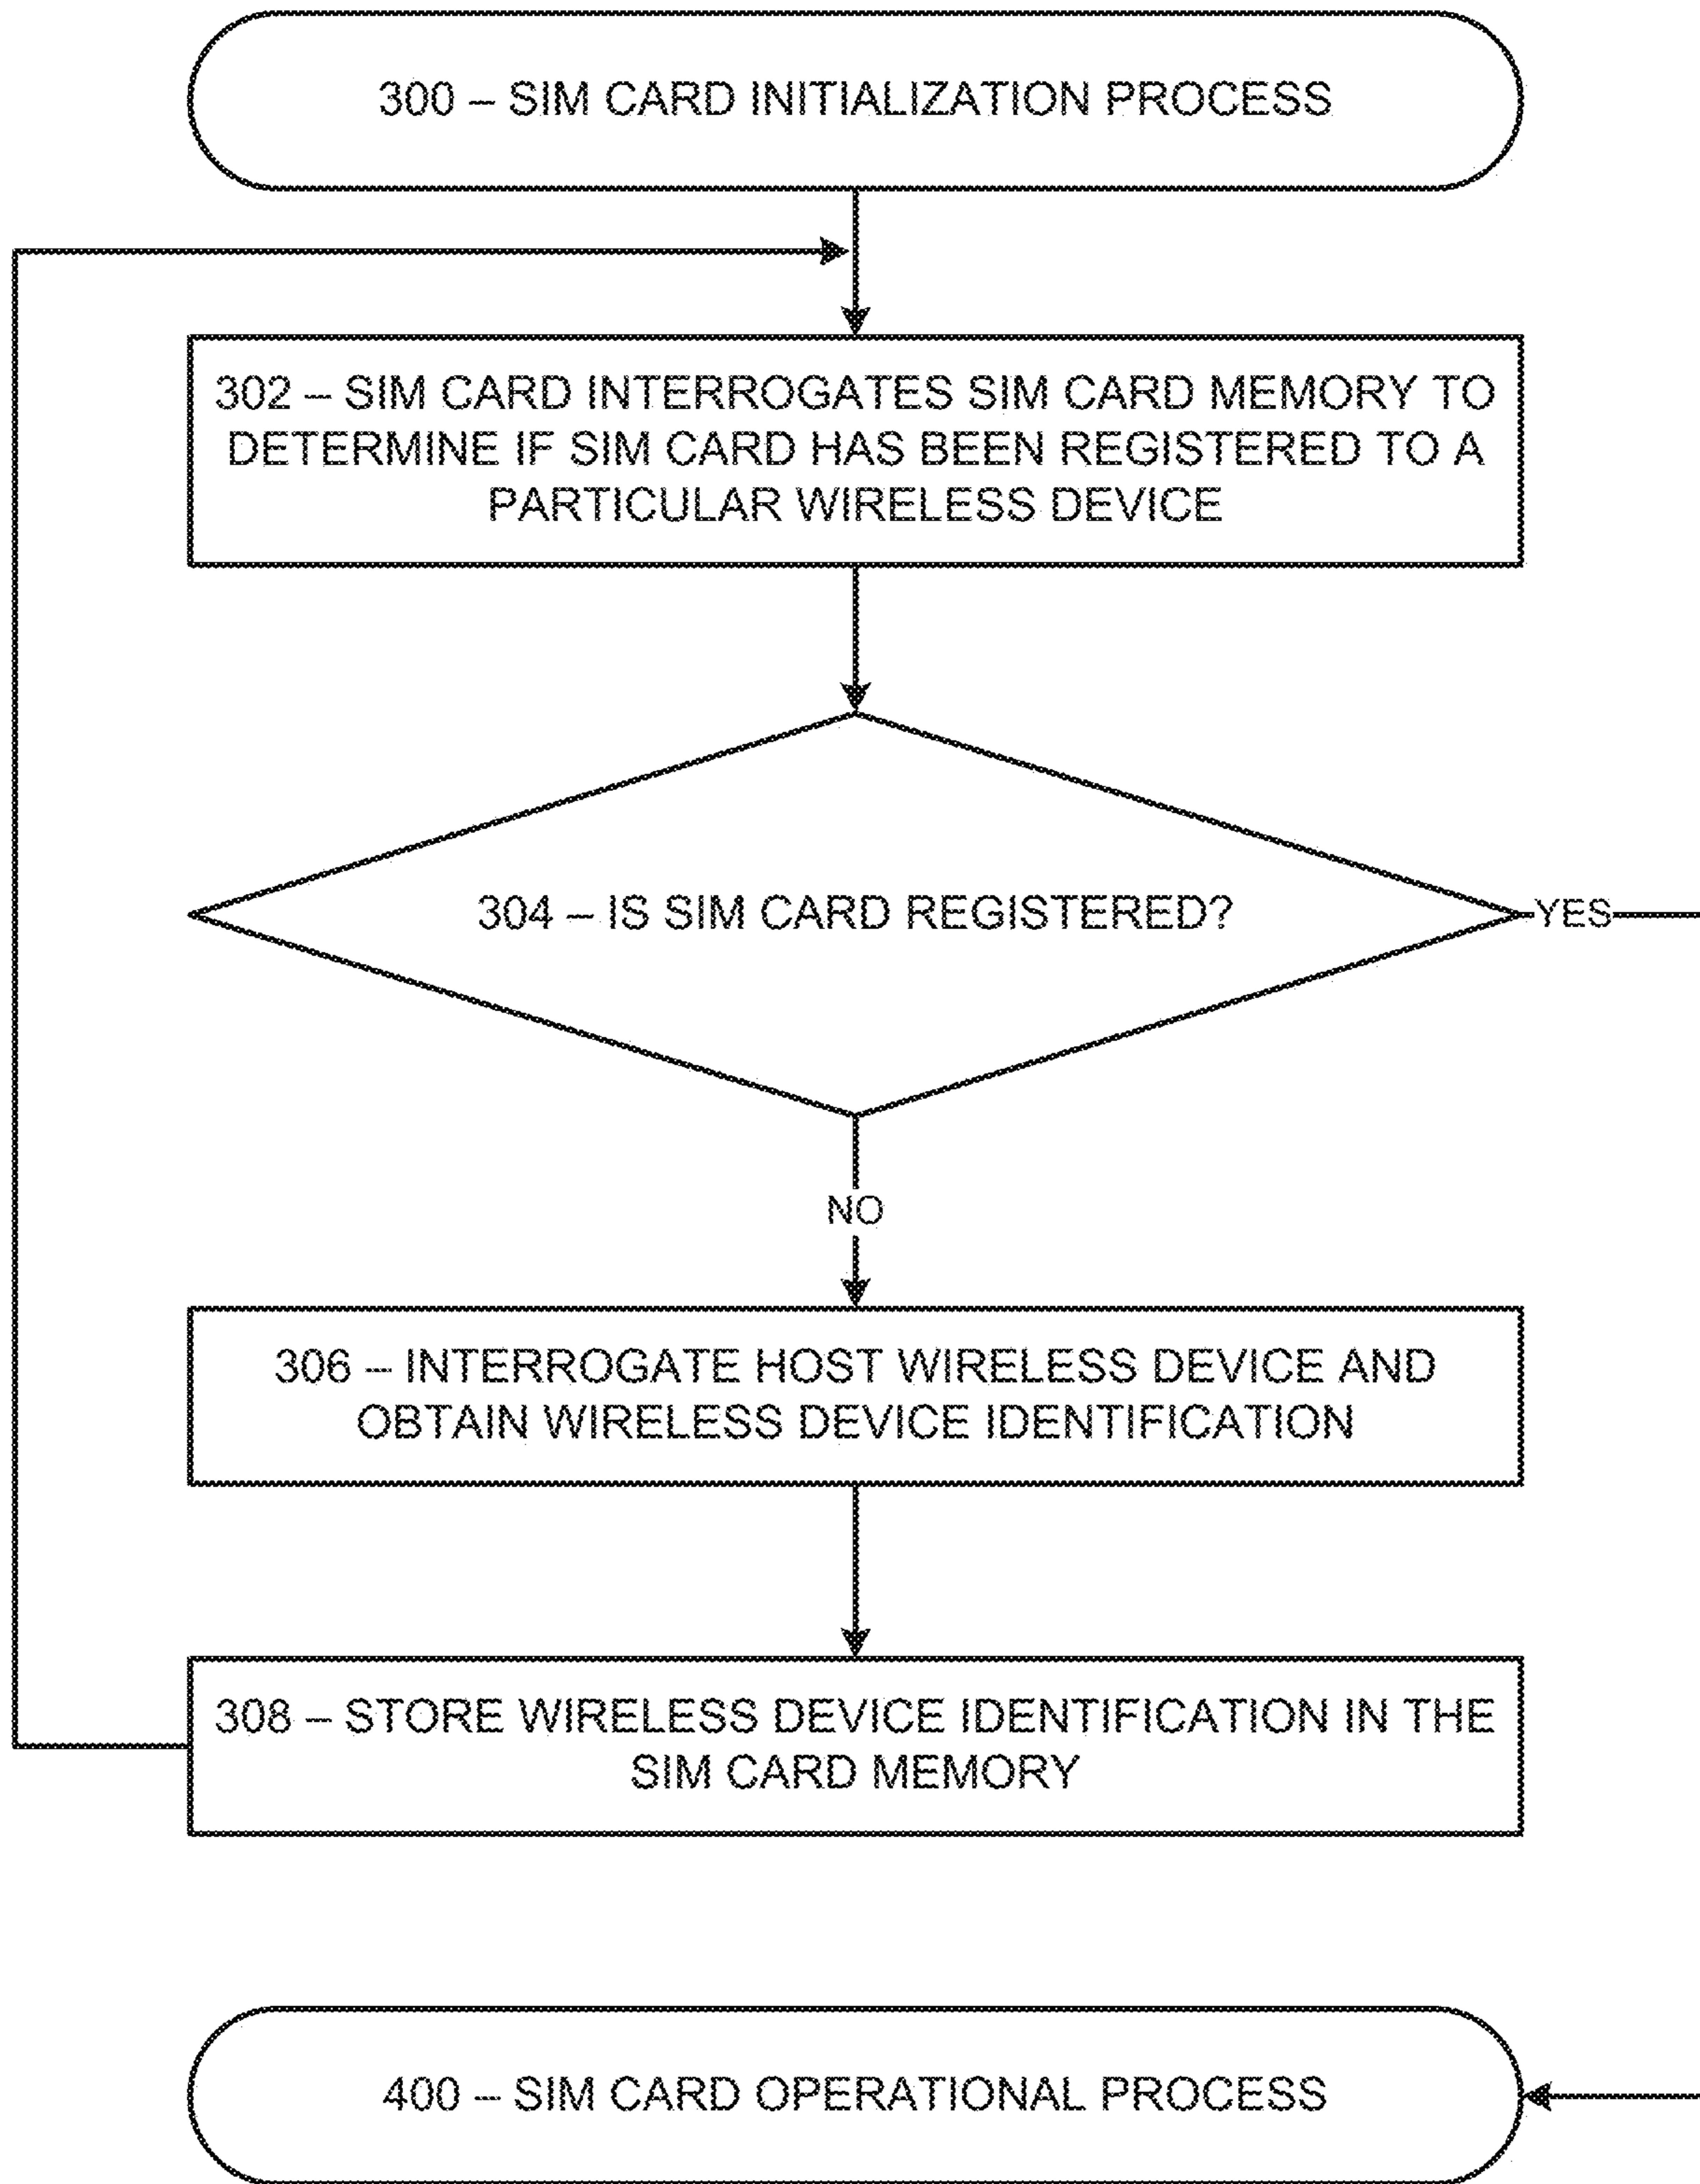 300 – SIM CARD INITIALIZATION PROCESS
302 – SIM CARD INTERROGATES SIM CARD MEMORY TO
DETERMINE IF SIM CARD HAS BEEN REGISTERED TO A
PARTICULAR WIRELESS DEVICE
304 – IS SIM CARD REGISTERED?
YES
NO
306 – INTERROGATE HOST WIRELESS DEVICE AND
OBTAIN WIRELESS DEVICE IDENTIFICATION
308 – STORE WIRELESS DEVICE IDENTIFICATION IN THE
SIM CARD MEMORY
400 – SIM CARD OPERATIONAL PROCESS